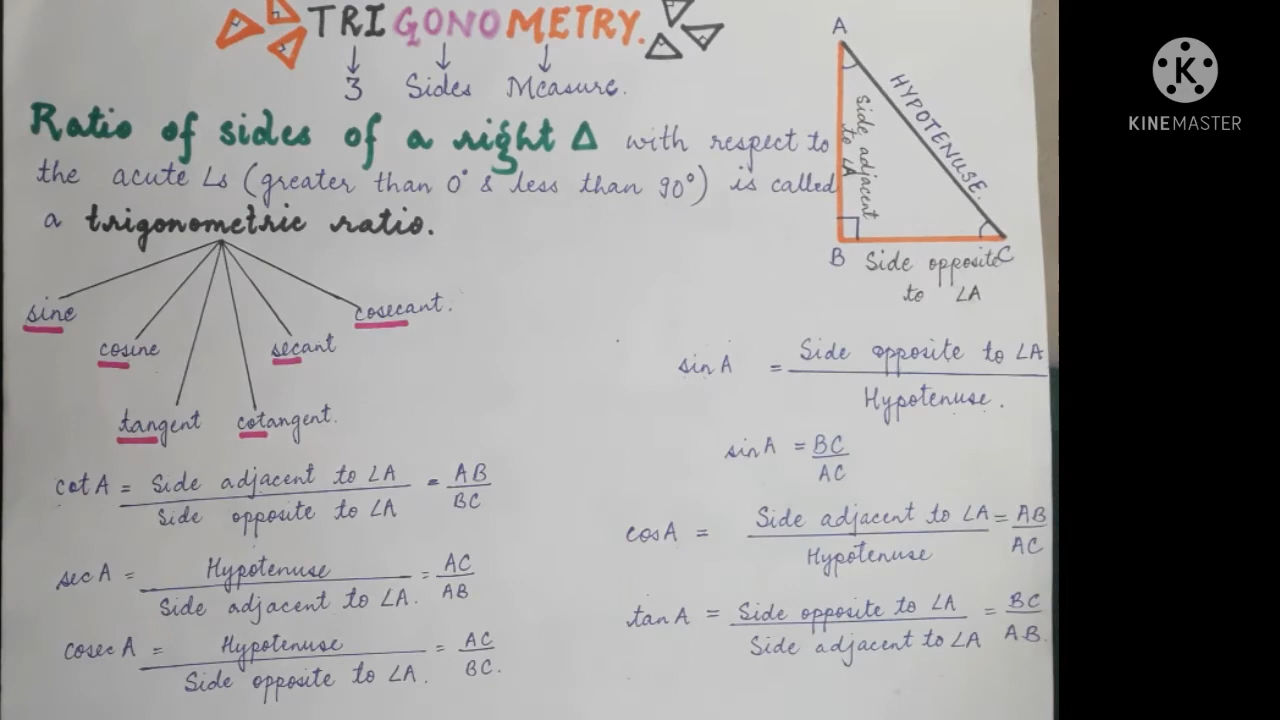 TRIGONOMETRY.
3 Sides Measure.
Ratio of sides of a right Δ with respect to
the acute ∠s (greater than 0° & less than 90°) is called
a trigonometric ratio.
sine
cosine
tangent
cotangent.
secant
cosecant.
cot A = Side adjacent to ∠A / Side opposite to ∠A = AB / BC
sec A = Hypotenuse / Side adjacent to ∠A. = AC / AB
cosec A = Hypotenuse / Side opposite to ∠A. = AC / BC.
A
HYPOTENUSE.
Side adjacent
to ∠A
B
C
Side opposite
to ∠A
sin A = Side opposite to ∠A / Hypotenuse.
sin A = BC / AC
cos A = Side adjacent to ∠A / Hypotenuse = AB / AC
tan A = Side opposite to ∠A / Side adjacent to ∠A = BC / AB.
K
KINEMASTER